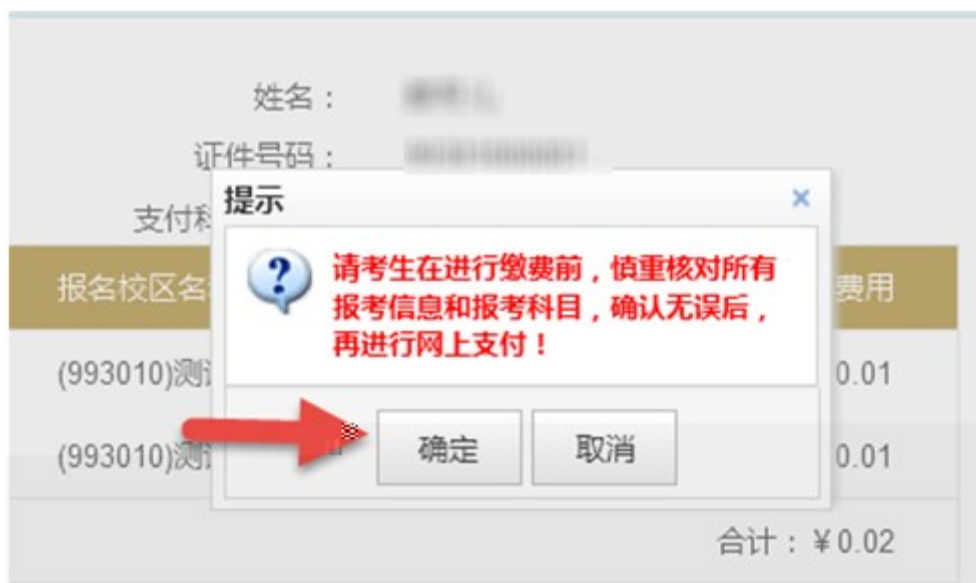 姓名：
证件号码：
支付科
提示
×
请考生在进行缴费前，慎重核对所有
报考信息和报考科目，确认无误后，
再进行网上支付！
报名校区名称 费用
(993010)测试 0.01
确定 取消
(993010)测 0.01
合计：￥0.02